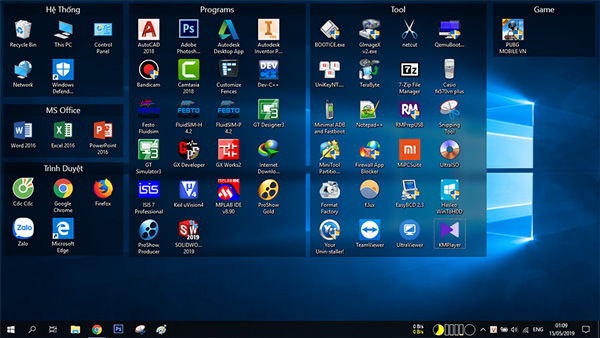 Hệ Thống
Recycle Bin
This PC
Control
Panel
Network
Windows
Defend...
MS Office
Word 2016
Excel 2016
PowerPoint
2016
Trình Duyệt
Cốc Cốc
Google
Chrome
Firefox
Zalo
Microsoft
Edge
Programs
AutoCAD
2018
Adobe
Photosh...
Autodesk
Desktop App
Autodesk
Inventor P...
Bandicam
Camtasia
2018
Customize
Fences
Dev-C++
Festo
Fluidsim
FluidSIM-H
4.2
FluidSIM-P
4.2
GT Designer3
GT
Simulator3
GX Developer
GX Works2
Internet
Downlo...
ISIS 7
Professional
Keil uVision4
MPLAB IDE
v8.90
ProShow
Gold
ProShow
Producer
SOLIDWO...
2019
Tool
BOOTICE.exe
GImageX
v2.exe
netcut
QemuBoot...
UniKeyNT....
TeraByte
7-Zip File
Manager
Casio
fx570vn plus
Minimal ADB
and Fastboot
Notepad++
RMPrepUSB
Snipping
Tool
MiniTool
Partitio...
Firewall App
Blocker
MiPCSuite
UltraISO
Format
Factory
f.lux
EasyBCD 2.3
Hasleo
WinToHDD
Your
Unin-staller!
TeamViewer
UltraViewer
KMPlayer
Game
PUBG
MOBILE VN
0 B/s
0 B/s
ENG
01:09
15/05/2019